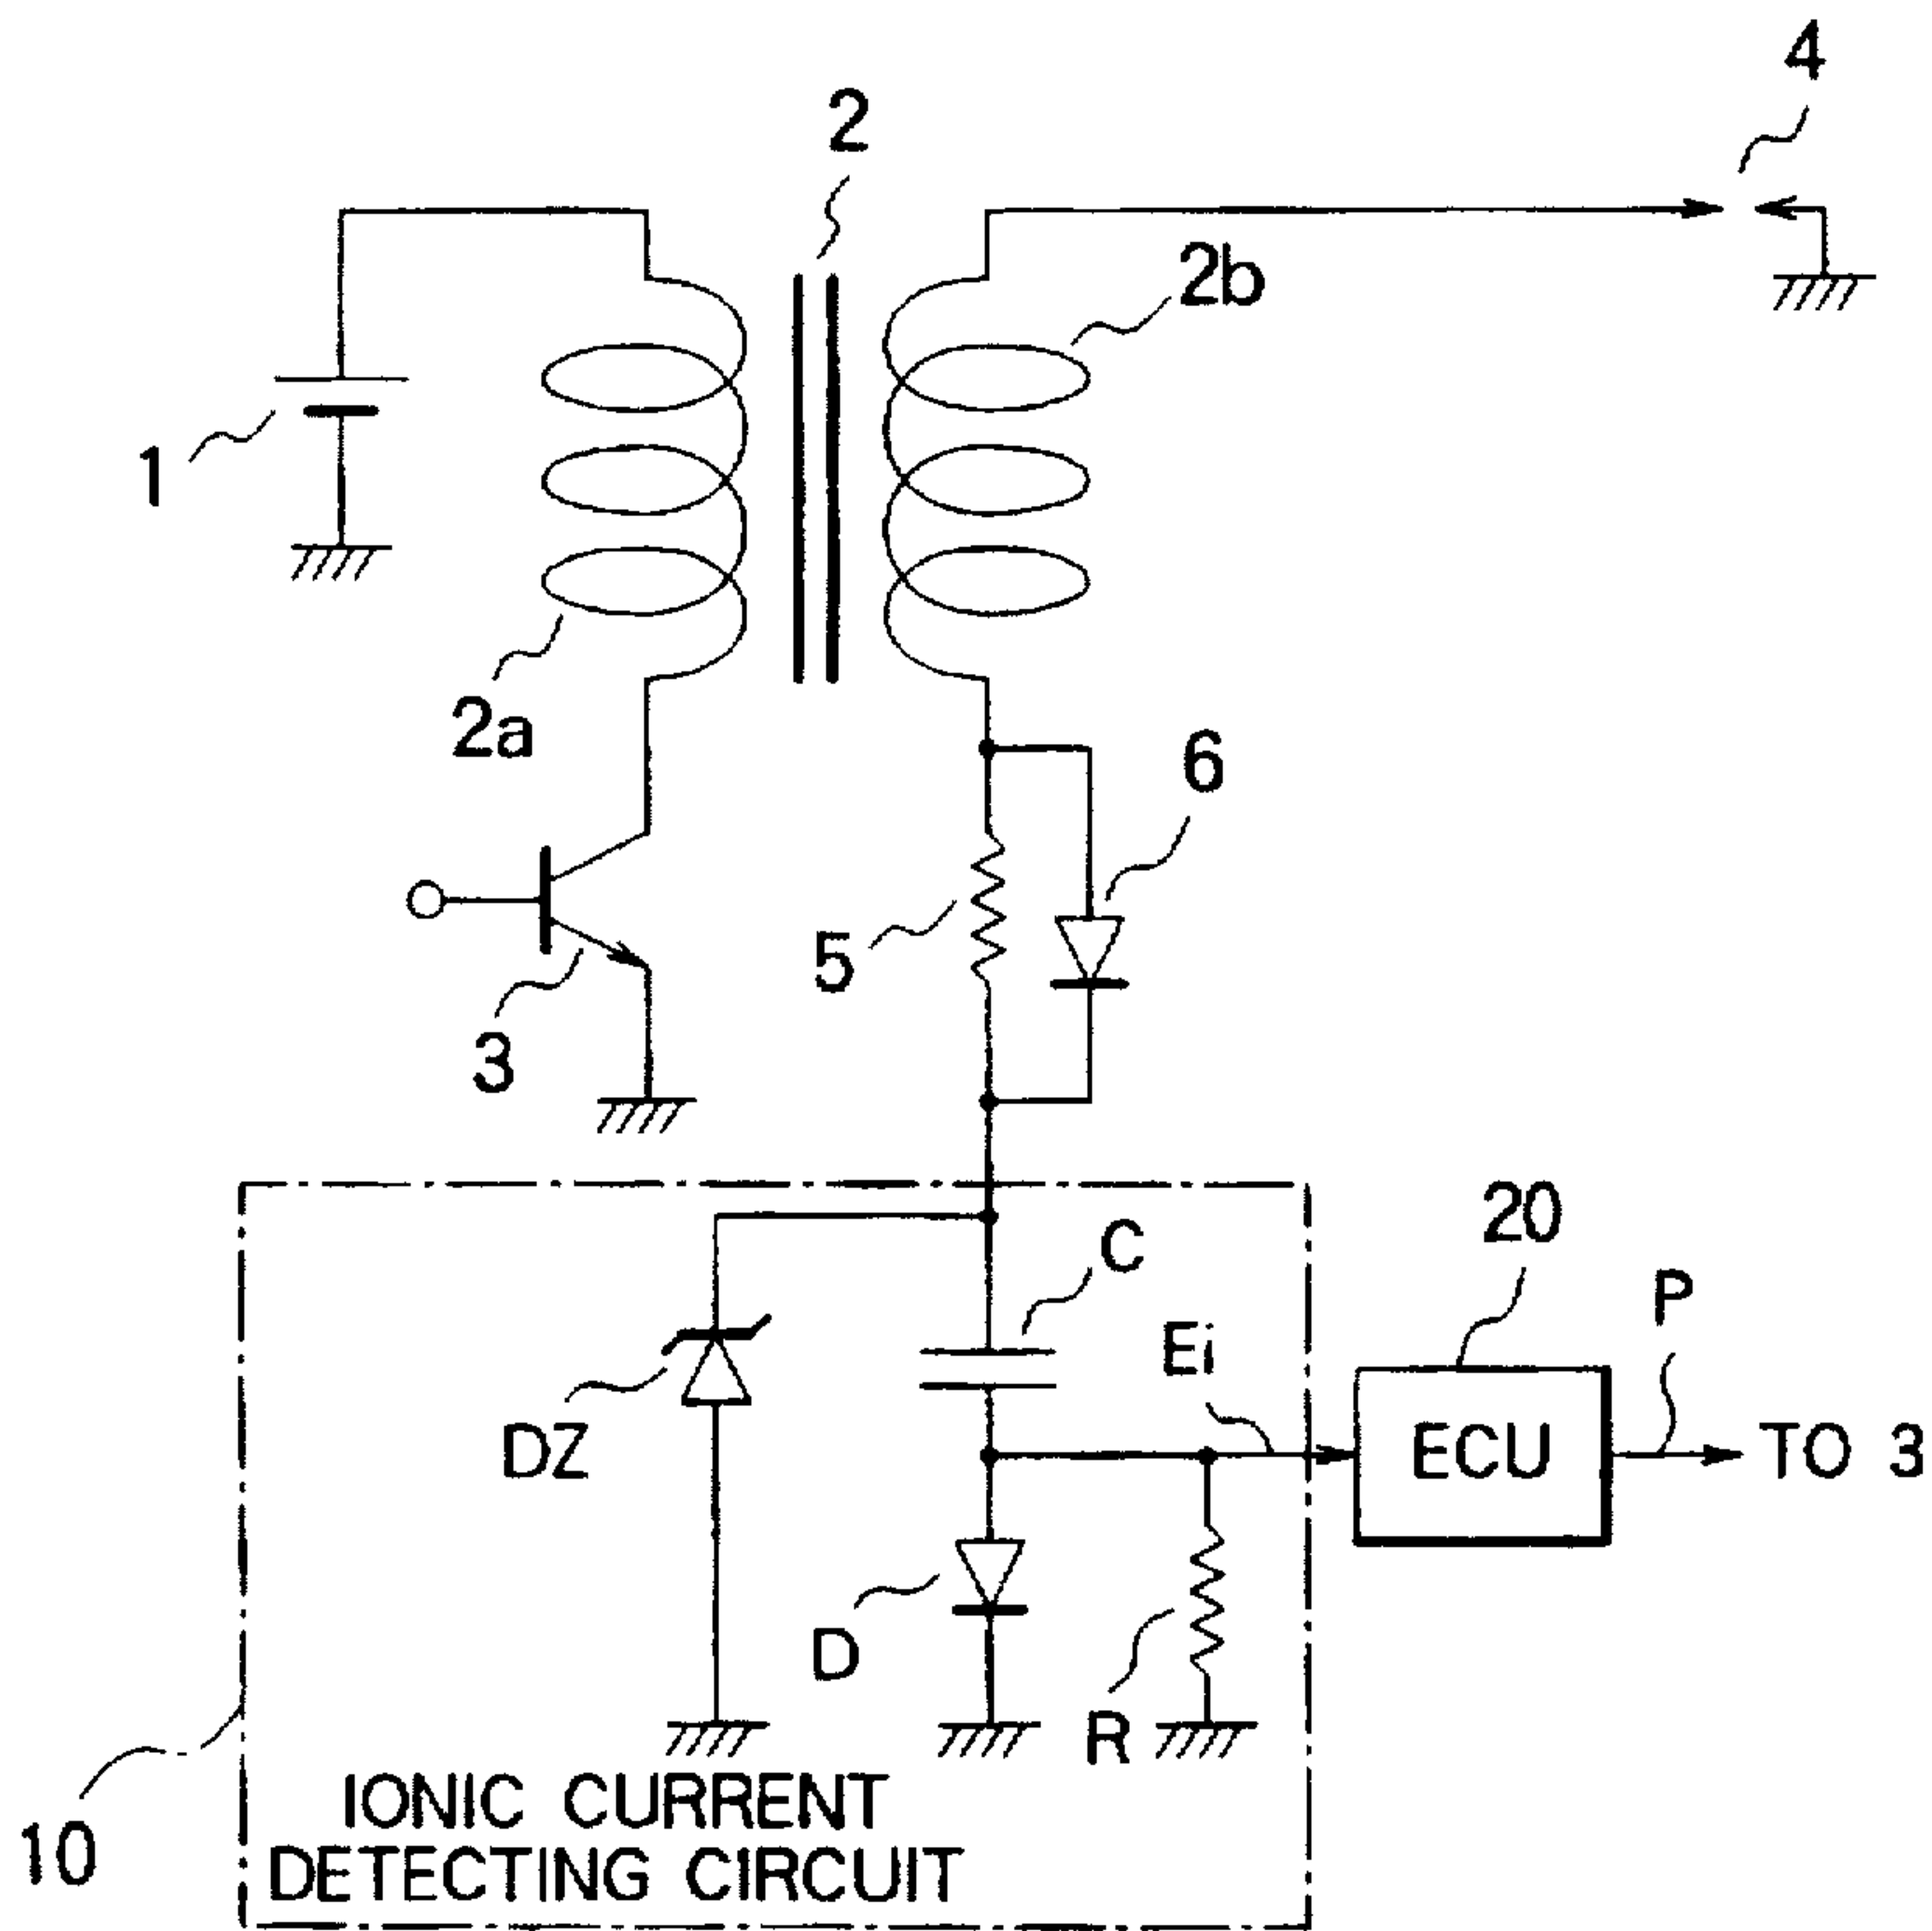 4
2
2b
1
2a
6
5
3
20
C
P
Ei
DZ
ECU
TO 3
D
R
10
IONIC CURRENT
DETECTING CIRCUIT